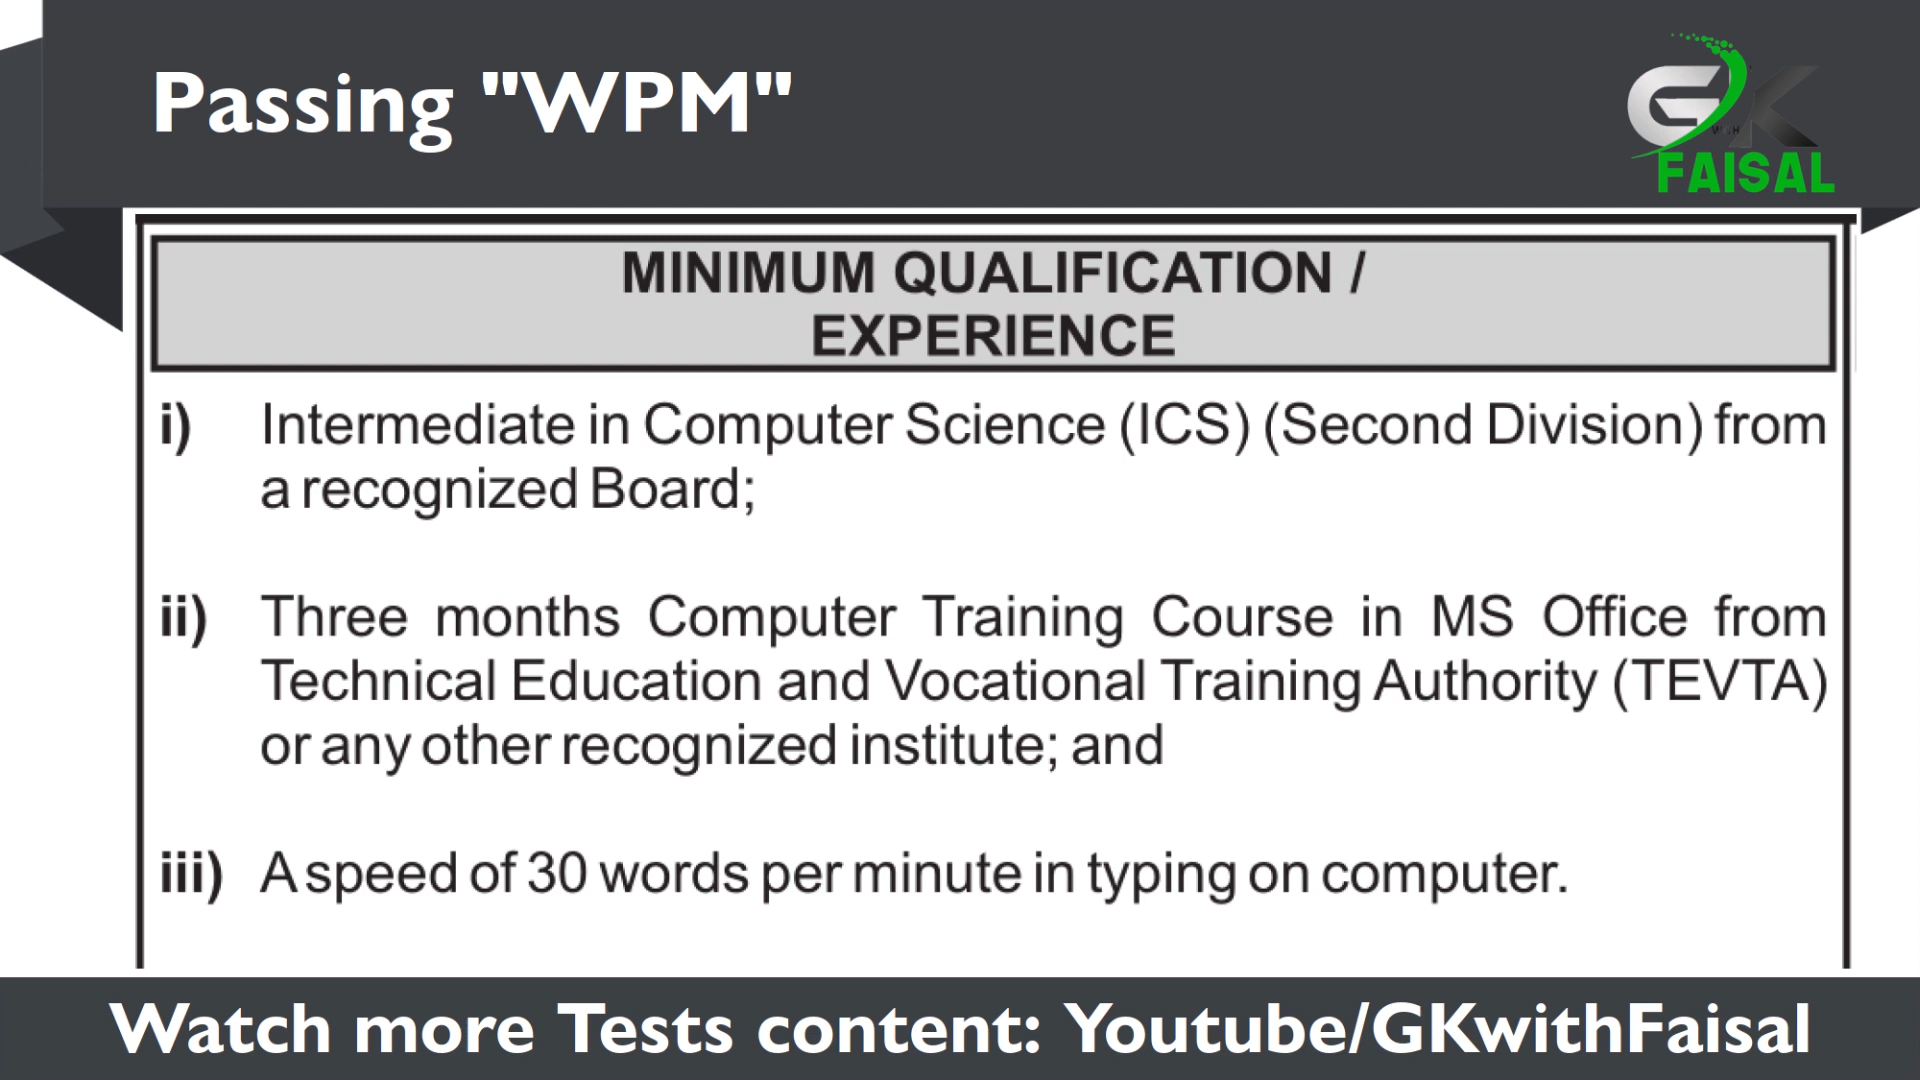 Passing "WPM"
GK
WITH
FAISAL
MINIMUM QUALIFICATION /
EXPERIENCE
i) Intermediate in Computer Science (ICS) (Second Division) from
a recognized Board;
ii) Three months Computer Training Course in MS Office from
Technical Education and Vocational Training Authority (TEVTA)
or any other recognized institute; and
iii) A speed of 30 words per minute in typing on computer.
Watch more Tests content: Youtube/GKwithFaisal